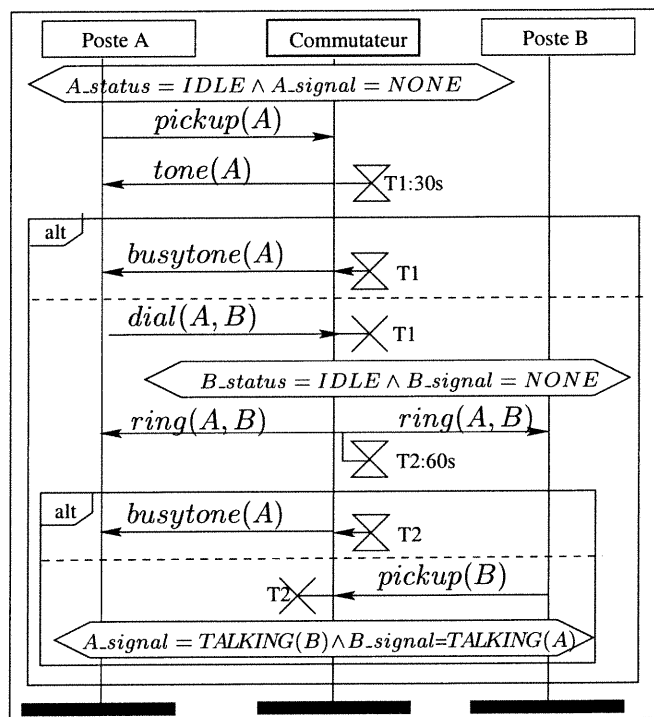 Poste A
Commutateur
Poste B
A_status = IDLE ∧ A_signal = NONE
pickup(A)
tone(A)
T1:30s
alt
busytone(A)
T1
dial(A, B)
T1
B_status = IDLE ∧ B_signal = NONE
ring(A, B)
ring(A, B)
T2:60s
alt
busytone(A)
T2
T2
pickup(B)
A_signal = TALKING(B)∧B_signal=TALKING(A)